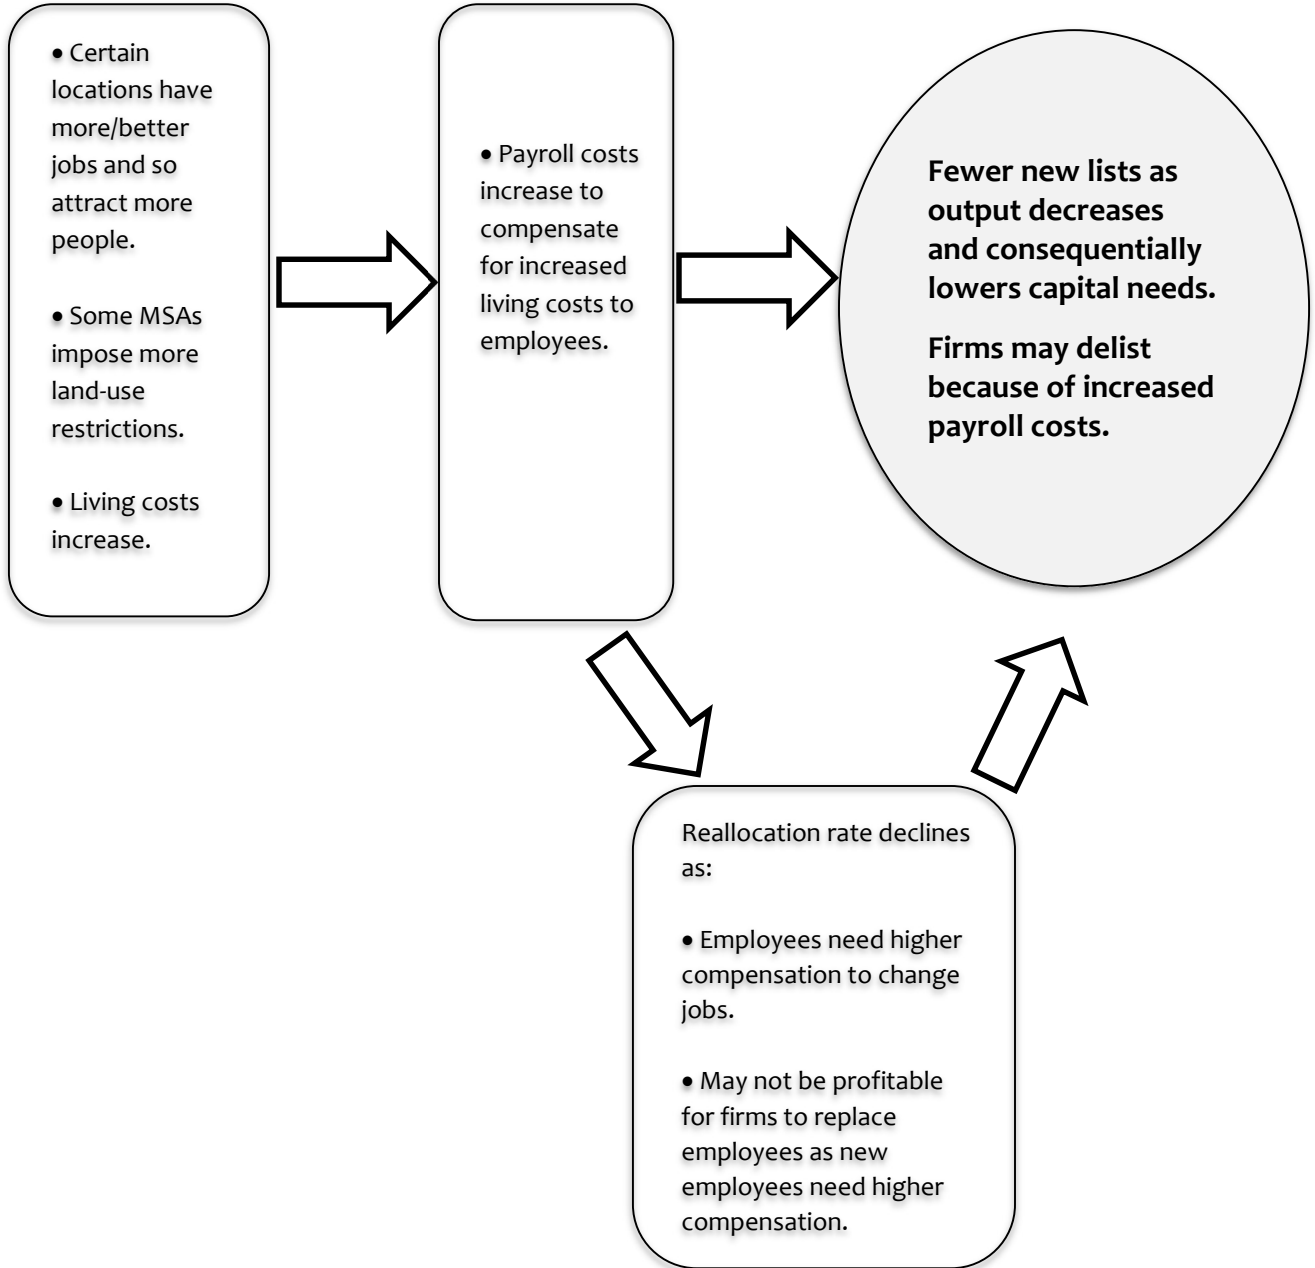 • Certain
locations have
more/better
jobs and so
attract more
people.
• Some MSAs
impose more
land-use
restrictions.
• Living costs
increase.
• Payroll costs
increase to
compensate
for increased
living costs to
employees.
Fewer new lists as
output decreases
and consequentially
lowers capital needs.
Firms may delist
because of increased
payroll costs.
Reallocation rate declines
as:
• Employees need higher
compensation to change
jobs.
• May not be profitable
for firms to replace
employees as new
employees need higher
compensation.